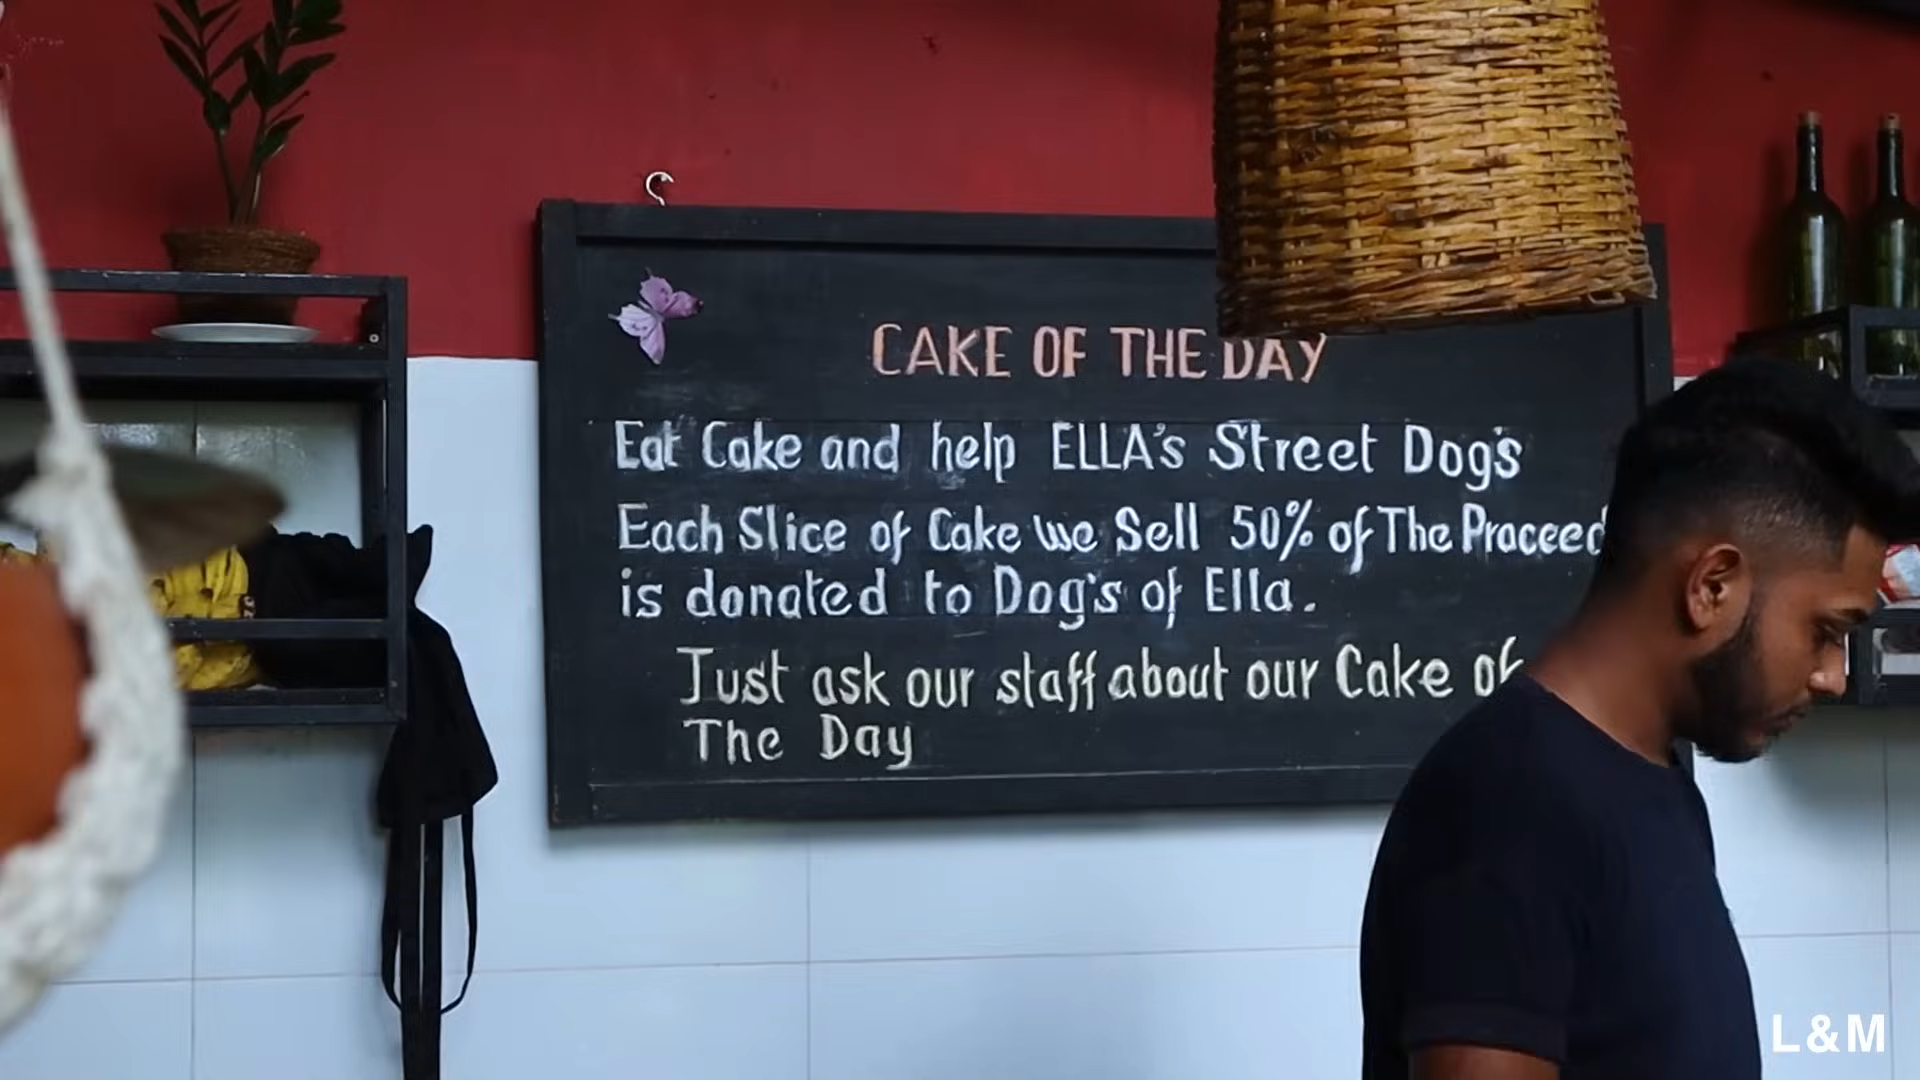 CAKE OF THE DAY
Eat Cake and help ELLA's Street Dog's
Each Slice of Cake we Sell 50% of The Proceed
is donated to Dog's of Ella.
Just ask our staff about our Cake of
The Day
L&M